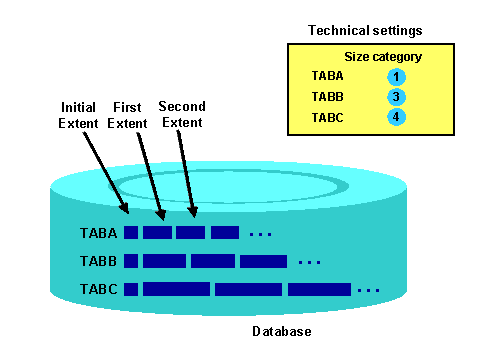 Technical settings
Size category
TABA 1
TABB 3
TABC 4
Initial Extent
First Extent
Second Extent
TABA ...
TABB ...
TABC ...
Database